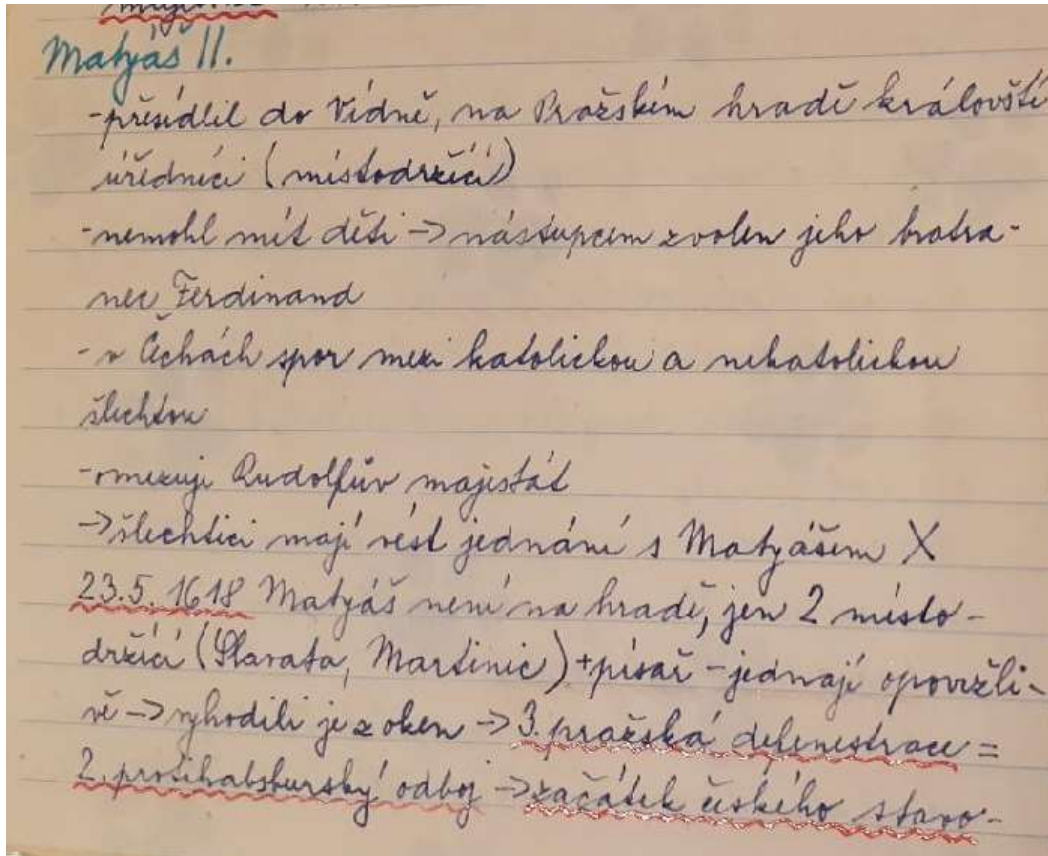 Matyáš II.
-přesídlil do Vídně, na Pražském hradě královští
úředníci (místodržící)
-nemohl mít děti -> nástupcem zvolen jeho bratra-
nec Ferdinand
-v Čechách spor mezi katolickou a nekatolickou
šlechtou
-omezuje Rudolfův majestát
->šlechtici mají vést jednání s Matyášem X
23.5.1618 Matyáš není na hradě, jen 2 místo-
držící (Slavata, Martinic) + písař - jednají opovržli-
vě -> vyhodili je z oken -> 3. pražská defenestrace =
2. protihabsburský odboj -> začátek českého stavo-